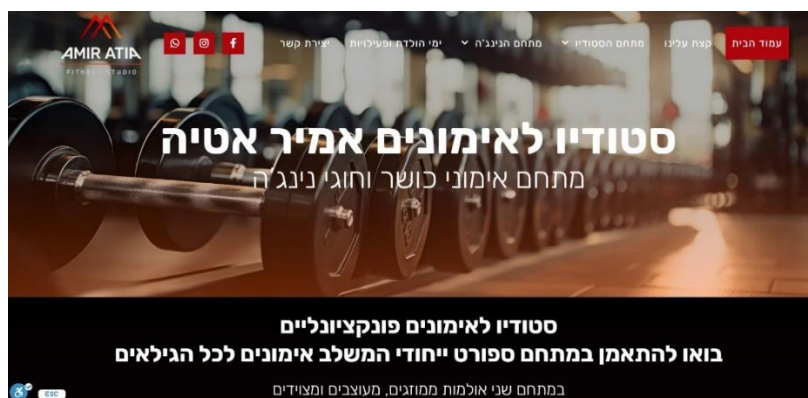 AMIR ATIA
FITNESS STUDIO
עמוד הבית
קצת עלינו
מתחם הסטודיו
מתחם הנינג'ה
ימי הולדת ופעילויות
יצירת קשר
סטודיו לאימונים אמיר אטיה
מתחם אימוני כושר וחוגי נינג'ה
סטודיו לאימונים פונקציונליים
בואו להתאמן במתחם ספורט ייחודי המשלב אימונים לכל הגילאים
במתחם שני אולמות ממוזגים, מעוצבים ומצוידים
ESC